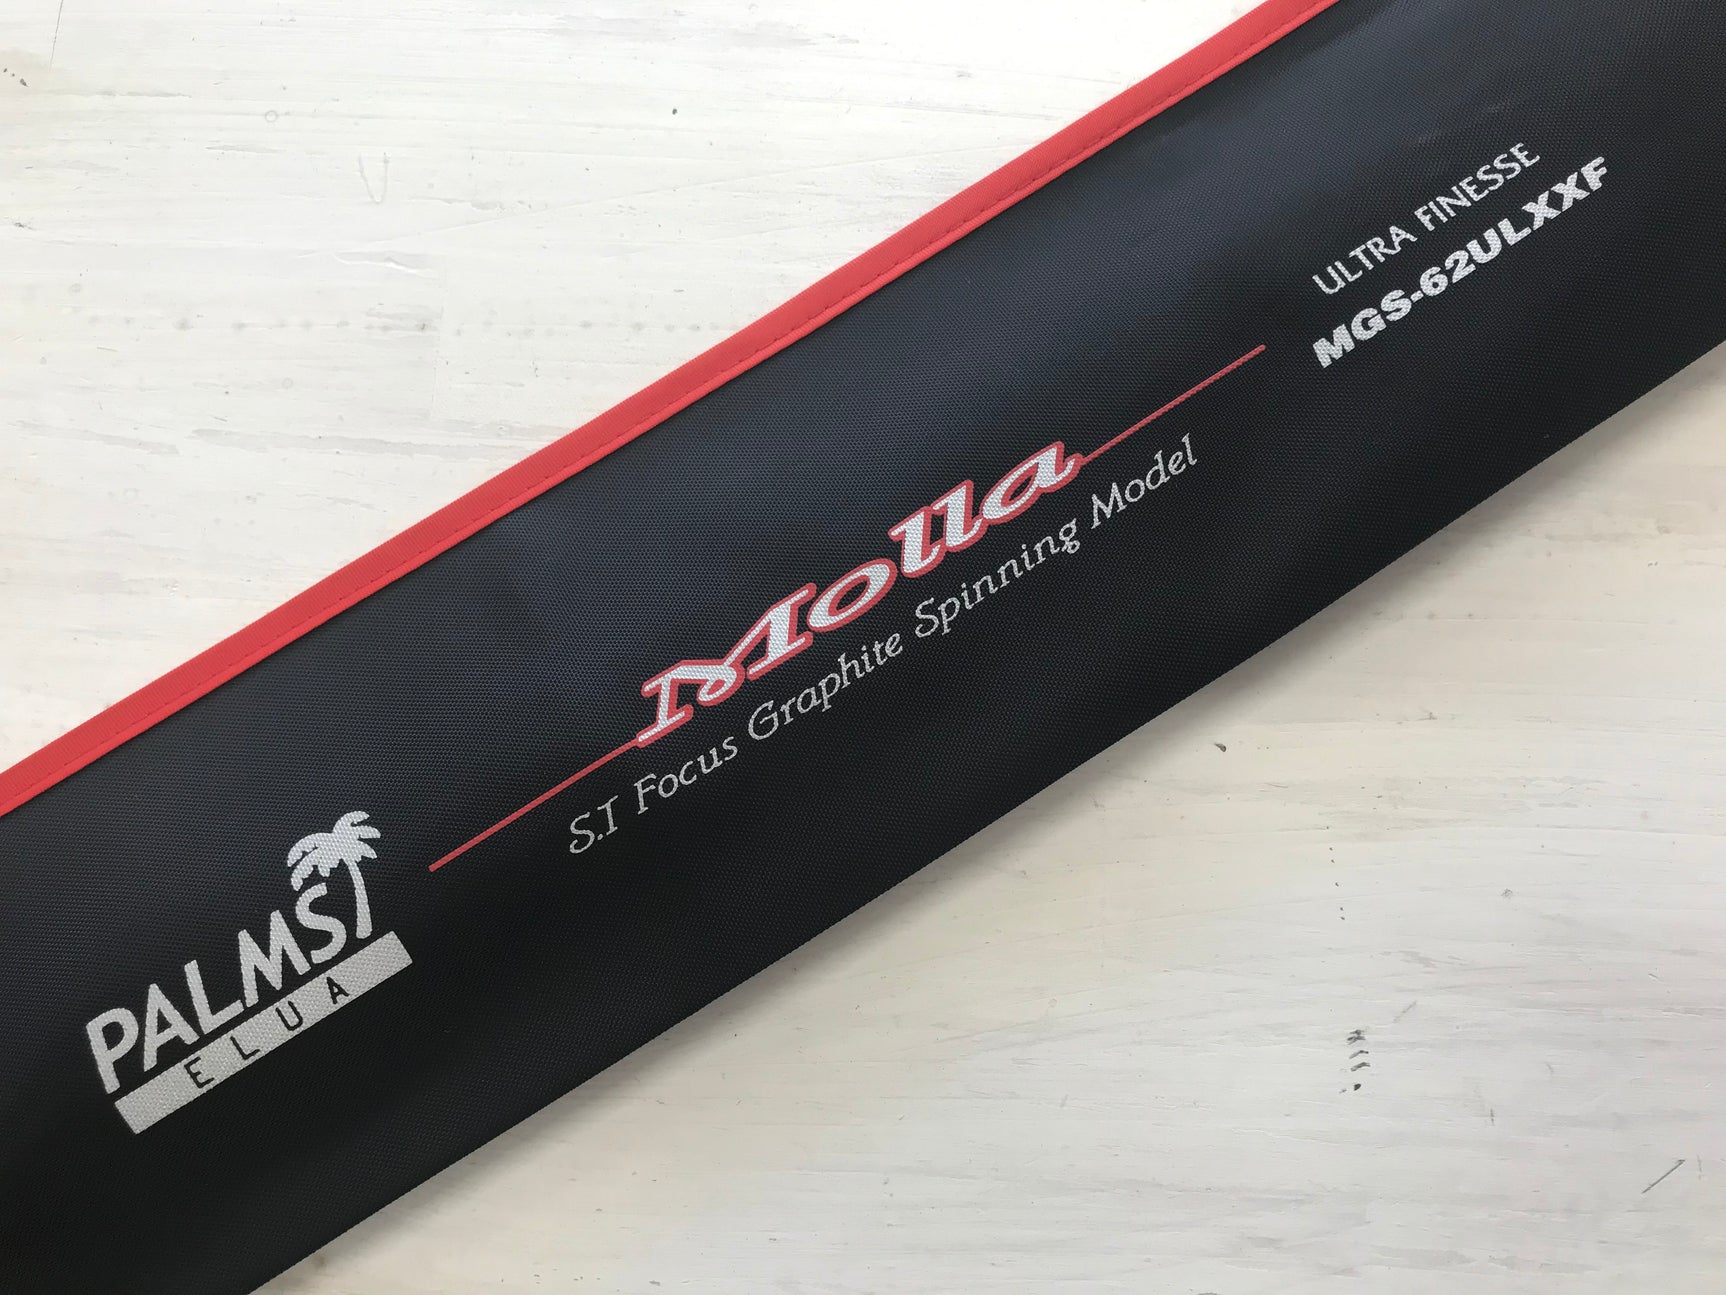 PALMS
ELUA
Molla
S.T Focus Graphite Spinning Model
ULTRA FINESSE
MGS-62ULXXF